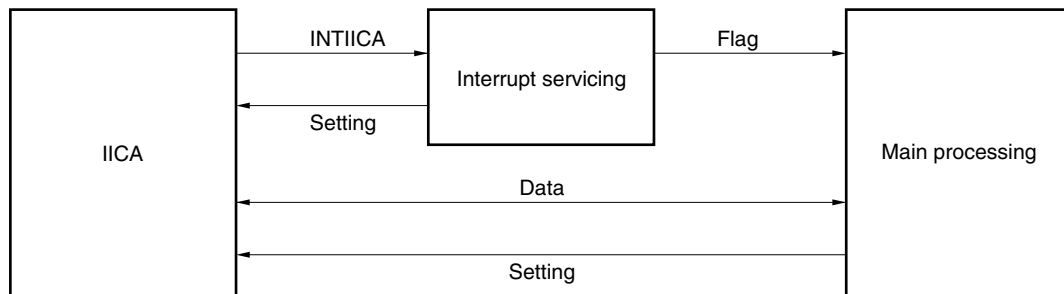 INTIICA
Flag
Interrupt servicing
Setting
IICA
Main processing
Data
Setting